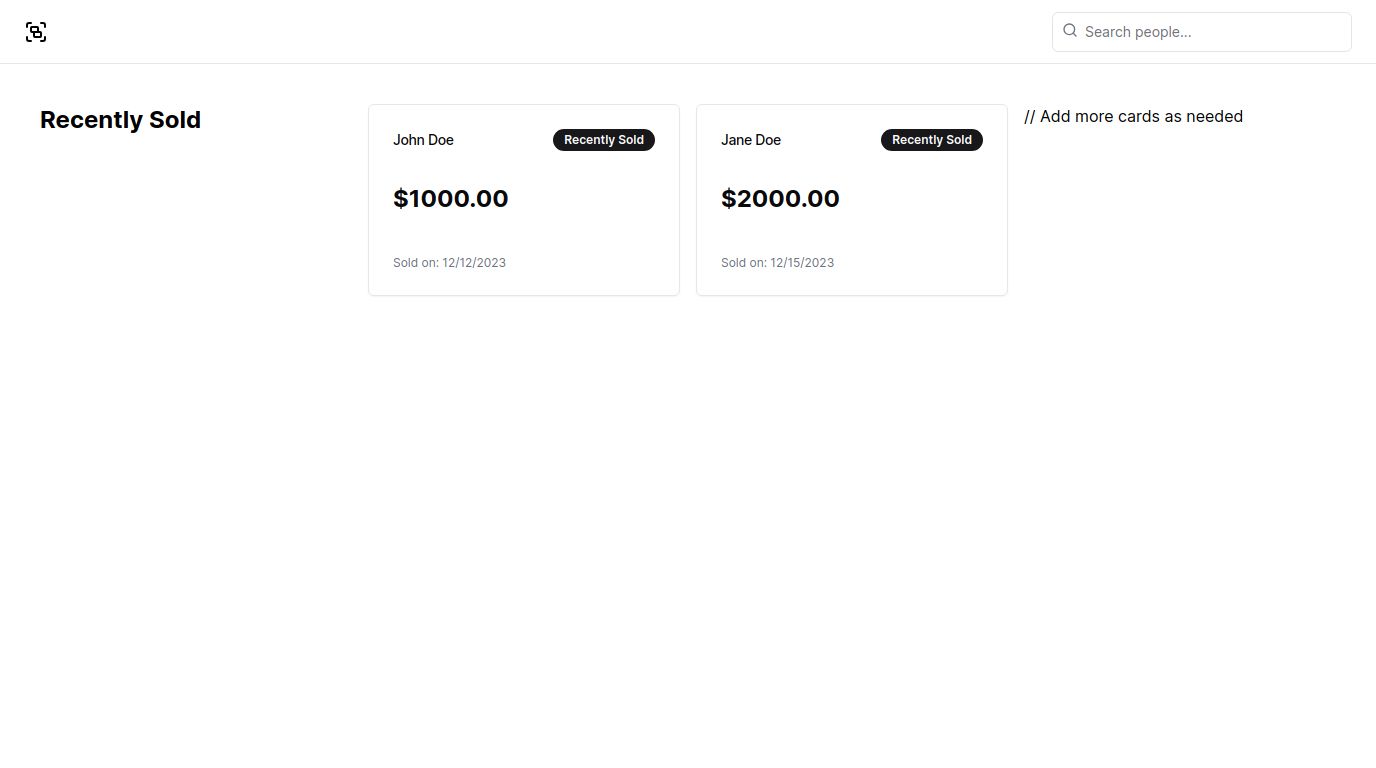 Search people...
Recently Sold
John Doe
Recently Sold
$1000.00
Sold on: 12/12/2023
Jane Doe
Recently Sold
$2000.00
Sold on: 12/15/2023
// Add more cards as needed